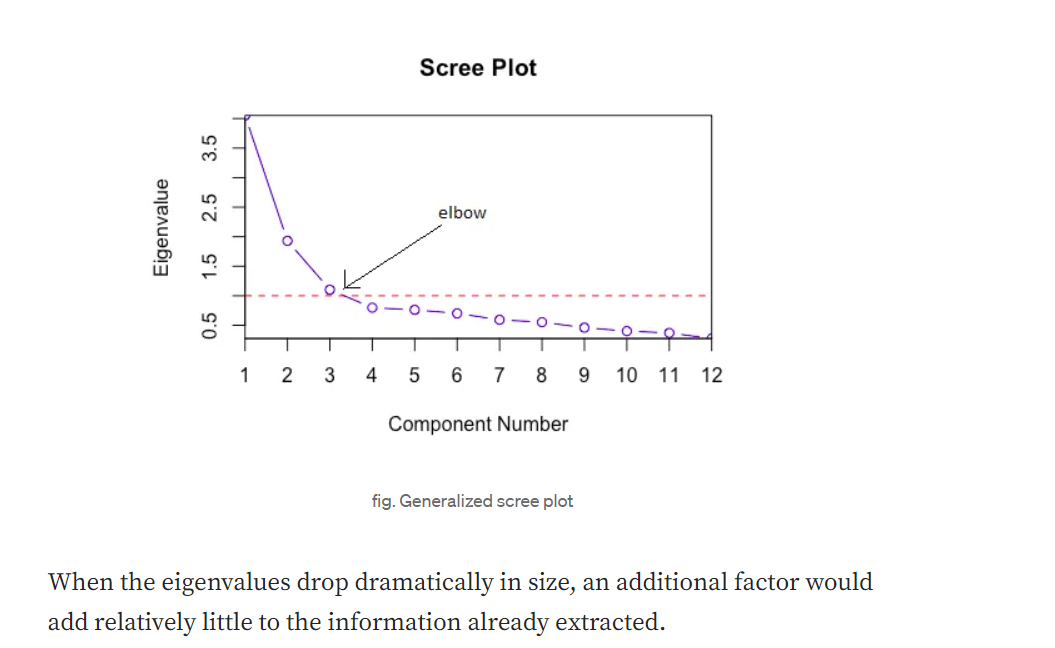 Scree Plot
3.5
2.5
1.5
0.5
Eigenvalue
elbow
1 2 3 4 5 6 7 8 9 10 11 12
Component Number
fig. Generalized scree plot
When the eigenvalues drop dramatically in size, an additional factor would
add relatively little to the information already extracted.